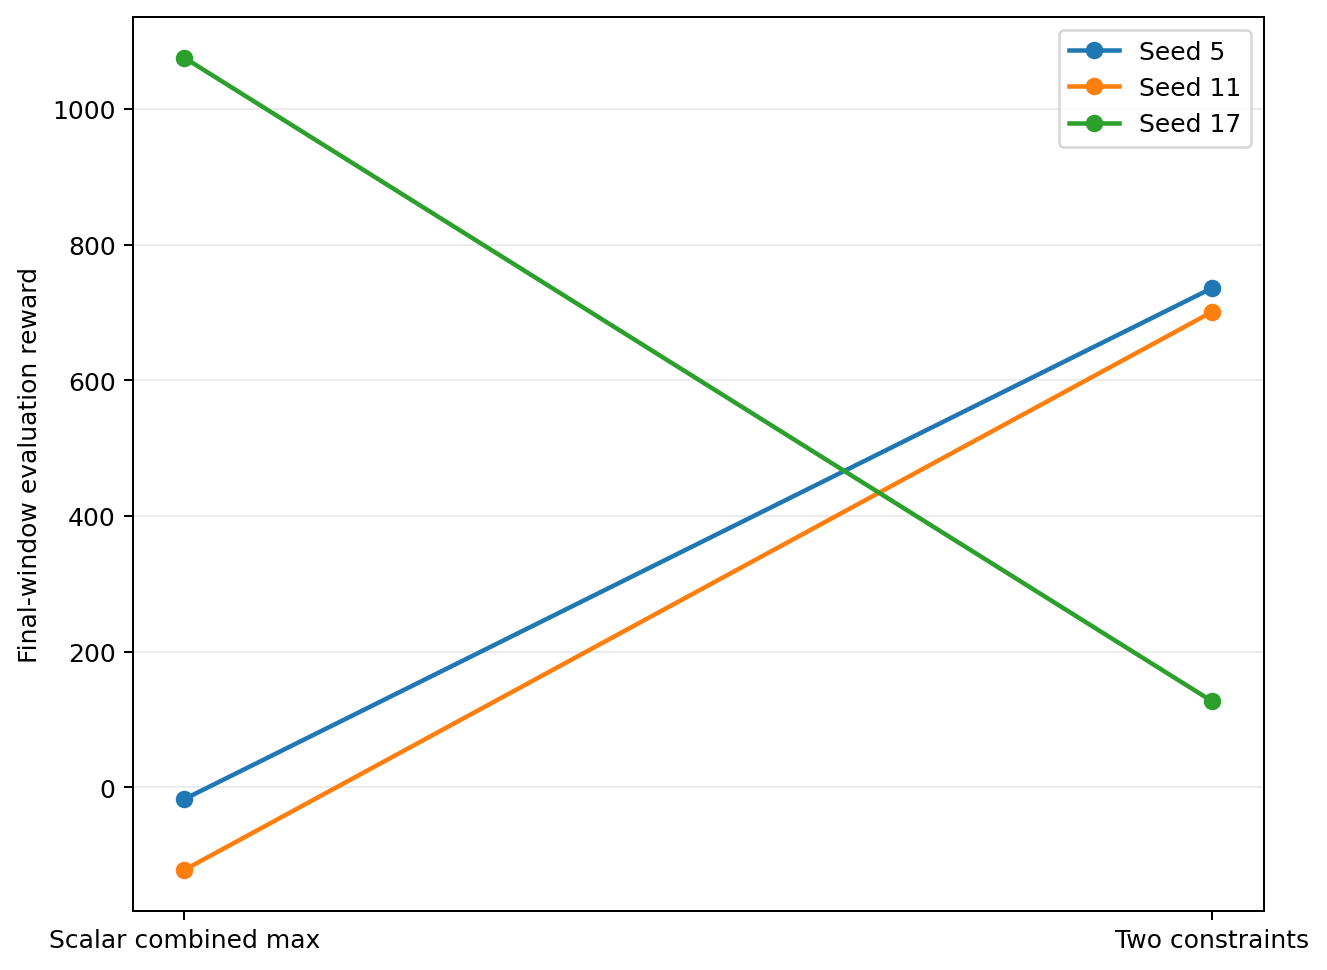 Seed 5
Seed 11
Seed 17
1000
800
600
400
200
0
Final-window evaluation reward
Scalar combined max
Two constraints